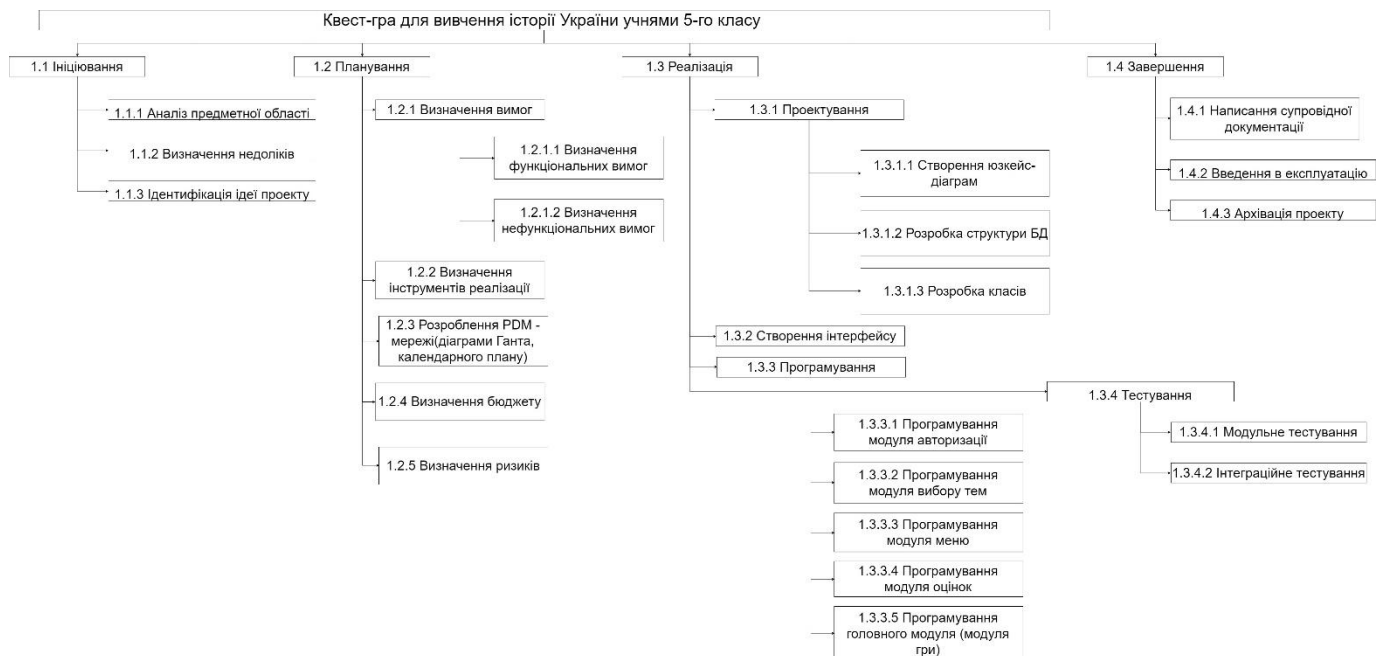 Квест-гра для вивчення історії України учнями 5-го класу
1.1 Ініціювання
1.2 Планування
1.3 Реалізація
1.4 Завершення
1.1.1 Аналіз предметної області
1.1.2 Визначення недоліків
1.1.3 Ідентифікація ідеї проекту
1.2.1 Визначення вимог
1.2.1.1 Визначення
функціональних вимог
1.2.1.2 Визначення
нефункціональних вимог
1.2.2 Визначення
інструментів реалізації
1.2.3 Розроблення PDM -
мережі(діаграми Ганта,
календарного плану)
1.2.4 Визначення бюджету
1.2.5 Визначення ризиків
1.3.1 Проектування
1.3.1.1 Створення юзкейс-
діаграм
1.3.1.2 Розробка структури БД
1.3.1.3 Розробка класів
1.3.2 Створення інтерфейсу
1.3.3 Програмування
1.3.3.1 Програмування
модуля авторизації
1.3.3.2 Програмування
модуля вибору тем
1.3.3.3 Програмування
модуля меню
1.3.3.4 Програмування
модуля оцінок
1.3.3.5 Програмування
головного модуля (модуля
гри)
1.3.4 Тестування
1.3.4.1 Модульне тестування
1.3.4.2 Інтеграційне тестування
1.4.1 Написання супровідної
документації
1.4.2 Введення в експлуатацію
1.4.3 Архівація проекту